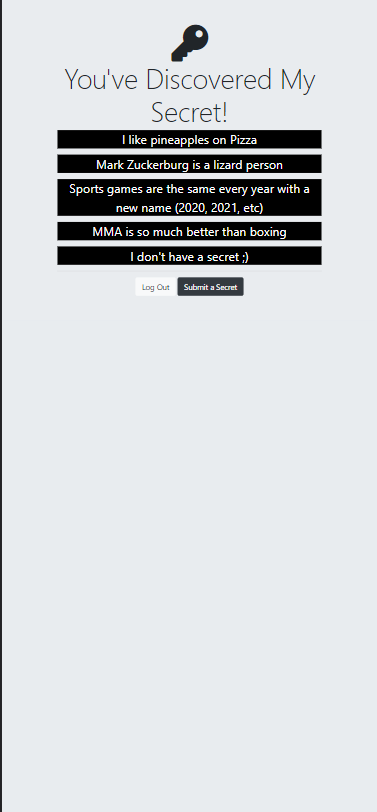 You've Discovered My
Secret!
I like pineapples on Pizza
Mark Zuckerburg is a lizard person
Sports games are the same every year with a
new name (2020, 2021, etc)
MMA is so much better than boxing
I don't have a secret ;)
Log Out Submit a Secret